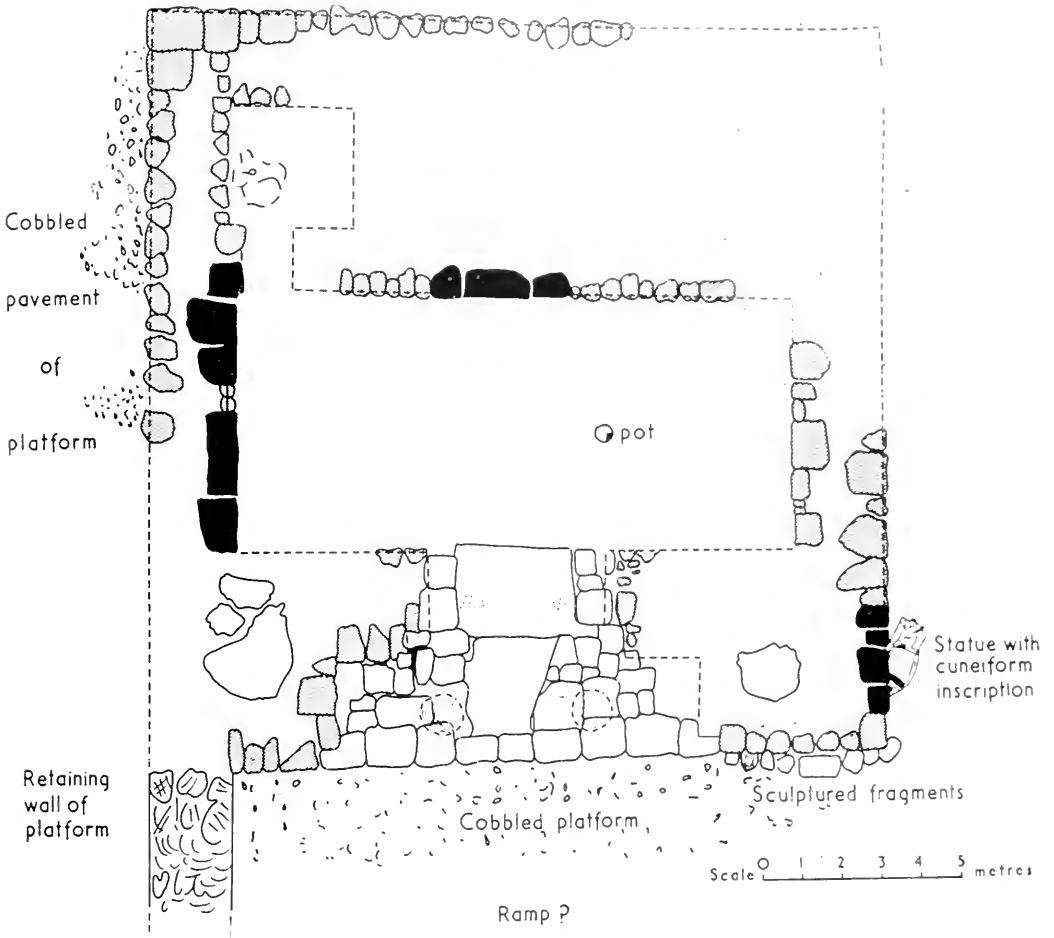 Cobbled
pavement
of
platform
pot
Statue with
cuneiform
inscription
Retaining
wall of
platform
Sculptured fragments
Cobbled platform
Scale 0 1 2 3 4 5 metres
Ramp ?